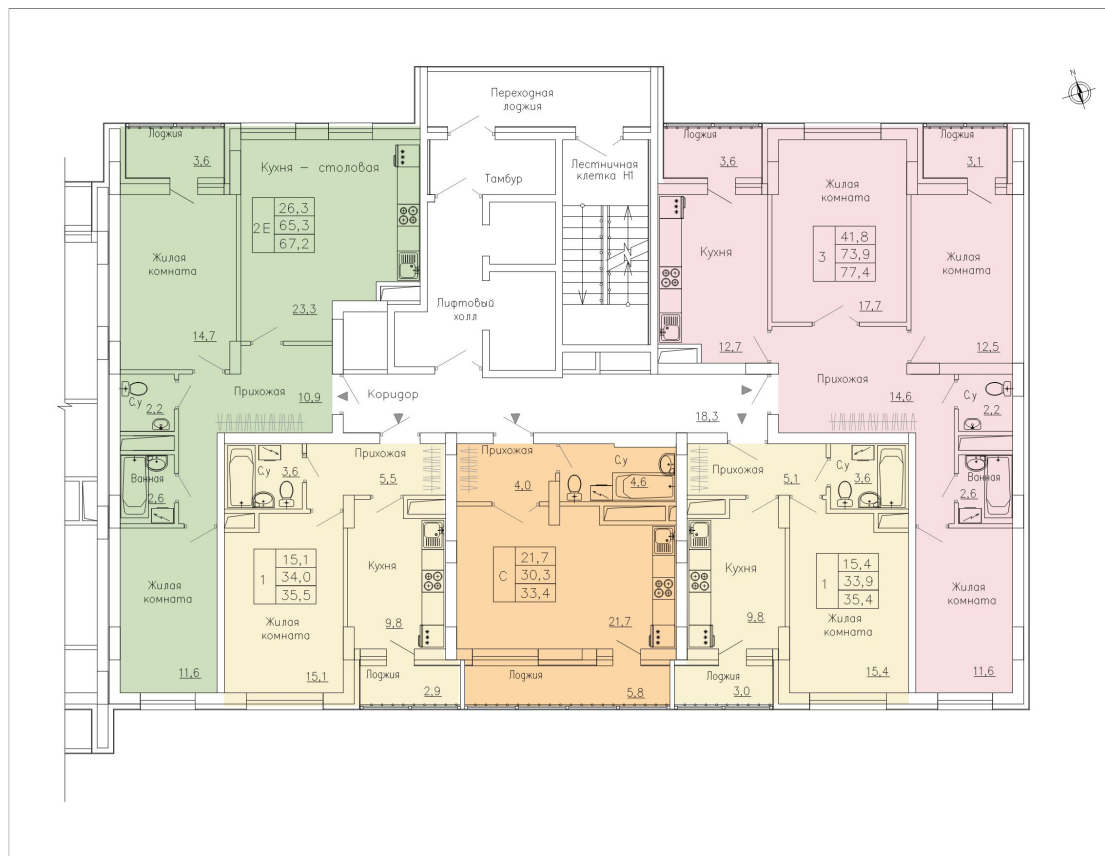 N
Переходная
лоджия
Лоджия
3,6
Кухня – столовая
Тамбур
Лестничная
клетка Н1
Лоджия
3,6
Лоджия
3,1
2Е
26,3
65,3
67,2
Жилая
комната
14,7
23,3
Лифтовый
холл
Кухня
12,7
Жилая
комната
3
41,8
73,9
77,4
17,7
Жилая
комната
12,5
С.у
2,2
Прихожая
10,9
Коридор
18,3
Прихожая
14,6
С.у
2,2
Ванная
2,6
С.у
3,6
Прихожая
5,5
Прихожая
4,0
С.у
4,6
Прихожая
5,1
С.у
3,6
Ванная
2,6
Жилая
комната
11,6
1
15,1
34,0
35,5
Жилая
комната
15,1
Кухня
9,8
Лоджия
2,9
С
21,7
30,3
33,4
21,7
Лоджия
5,8
Кухня
9,8
Лоджия
3,0
1
15,4
33,9
35,4
Жилая
комната
15,4
Жилая
комната
11,6